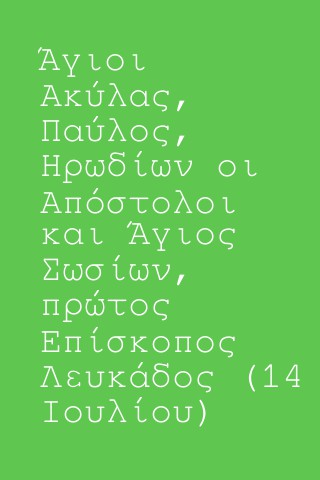 Άγιοι
Ακύλας,
Παύλος,
Ηρωδίων οι
Απόστολοι
και Άγιος
Σωσίων,
πρώτος
Επίσκοπος
Λευκάδος (14
Ιουλίου)